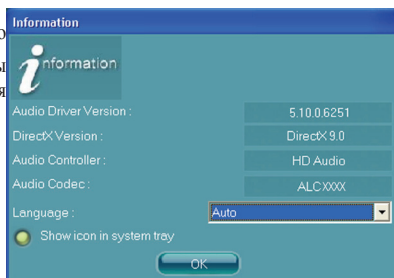 Information
о
ы
я
information
Audio Driver Version :
5.10.0.6251
DirectX Version :
DirectX 9.0
Audio Controller :
HD Audio
Audio Codec :
ALCXXXX
Language :
Auto
Show icon in system tray
OK